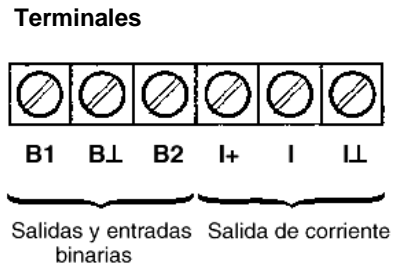 Terminales
B1 B⊥ B2 I+ I I⊥
Salidas y entradas binarias
Salida de corriente